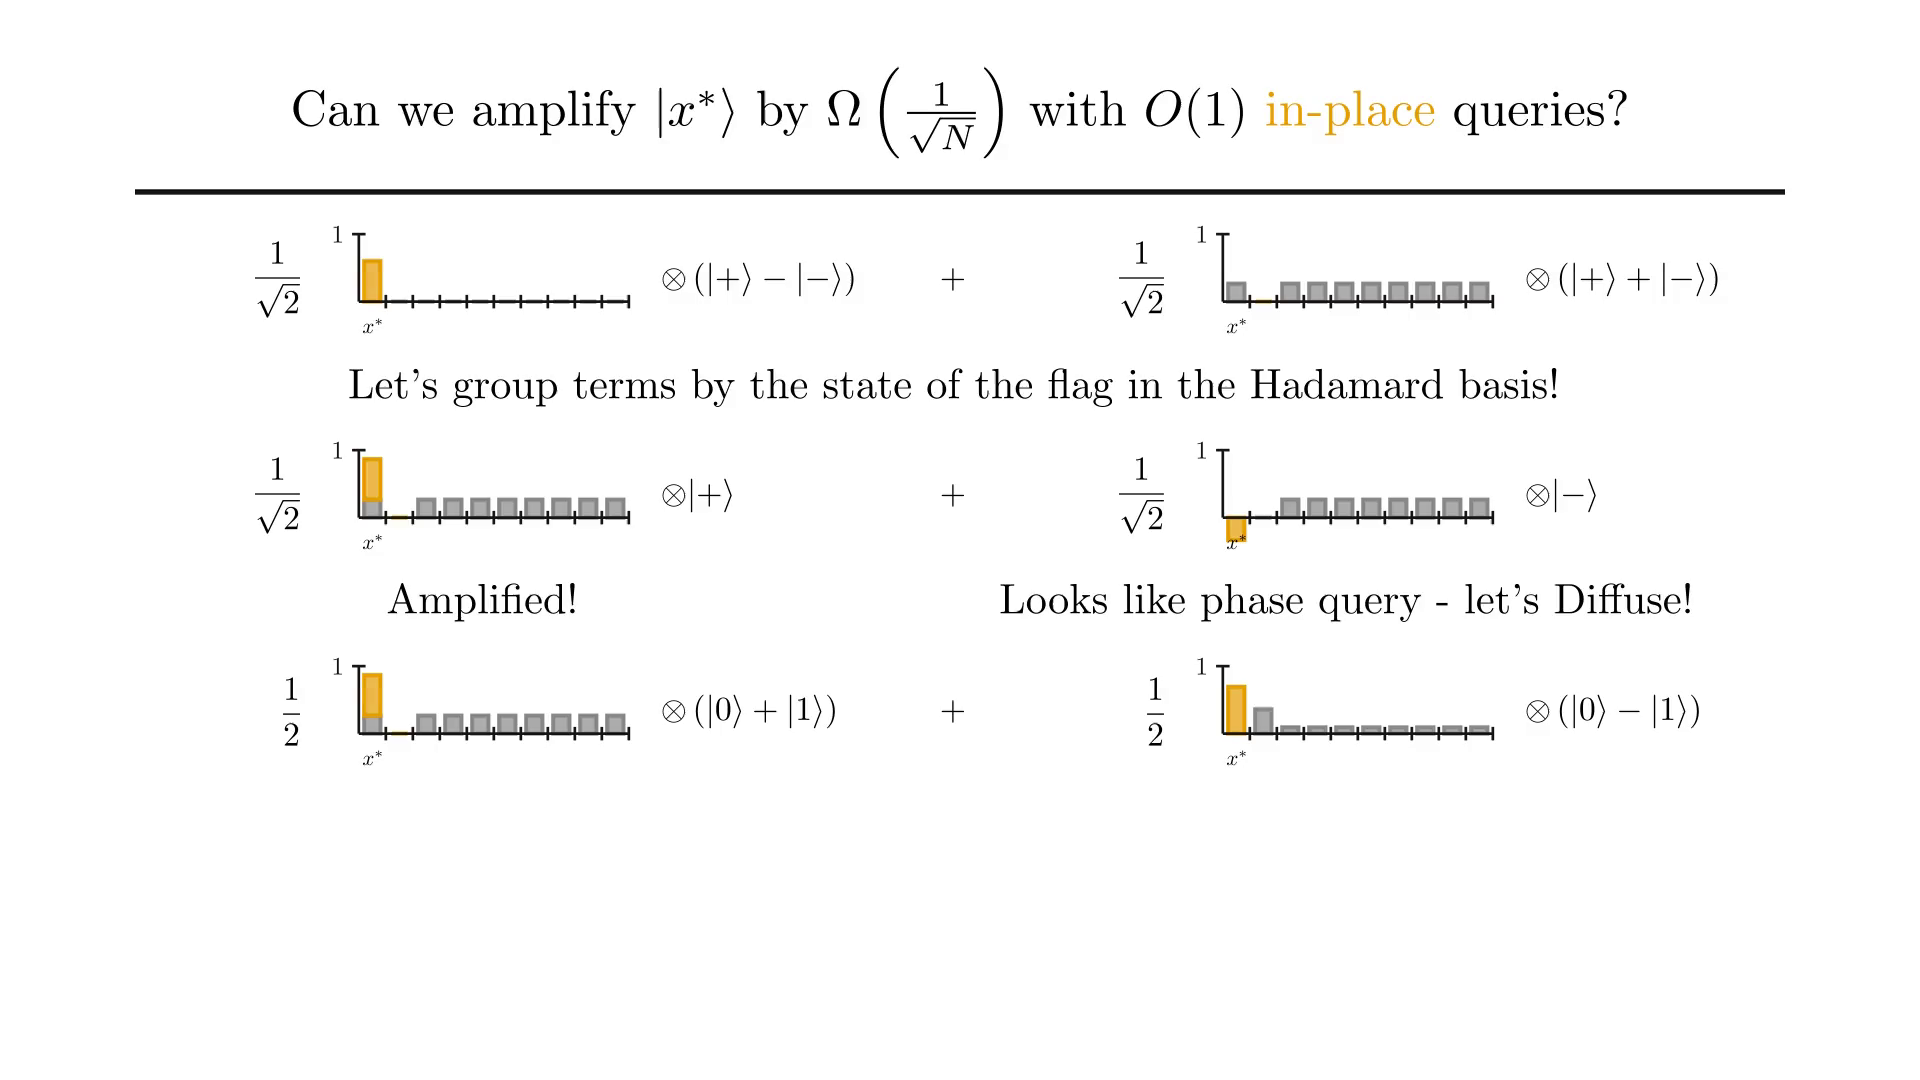 Can we amplify |x*⟩ by Ω(1/√N) with O(1) in-place queries?
1/√2 1 x* ⊗ (|+⟩ − |−⟩) + 1/√2 1 x* ⊗ (|+⟩ + |−⟩)
Let's group terms by the state of the flag in the Hadamard basis!
1/√2 1 x* ⊗|+⟩ + 1/√2 1 x* ⊗|−⟩
Amplified! Looks like phase query - let's Diffuse!
1/2 1 x* ⊗ (|0⟩ + |1⟩) + 1/2 1 x* ⊗ (|0⟩ − |1⟩)